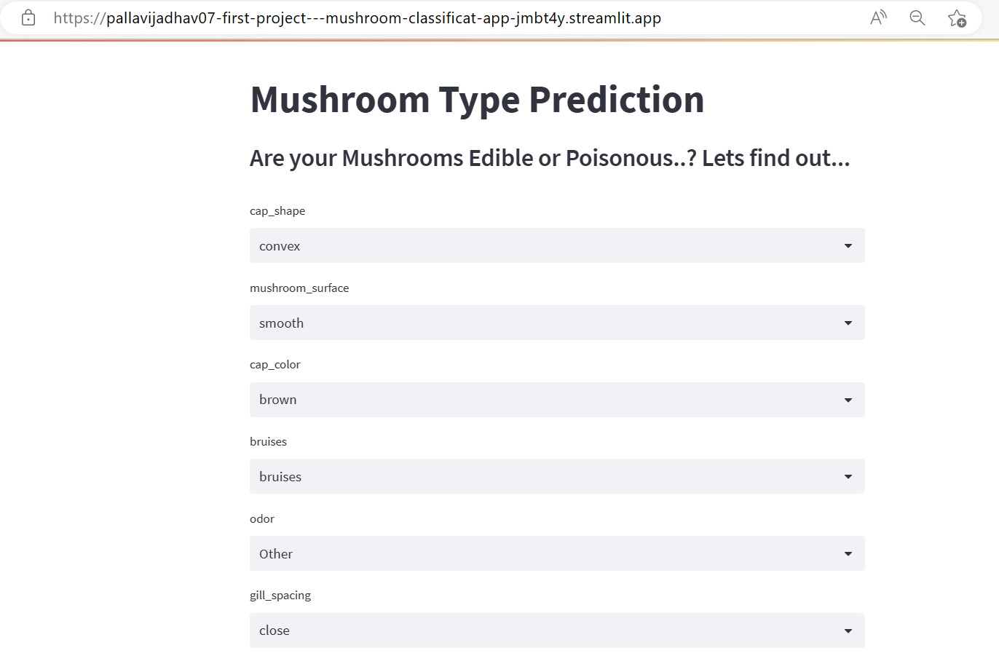 https://pallavijadhav07-first-project---mushroom-classificat-app-jmbt4y.streamlit.app
Mushroom Type Prediction
Are your Mushrooms Edible or Poisonous..? Lets find out...
cap_shape
convex
mushroom_surface
smooth
cap_color
brown
bruises
bruises
odor
Other
gill_spacing
close